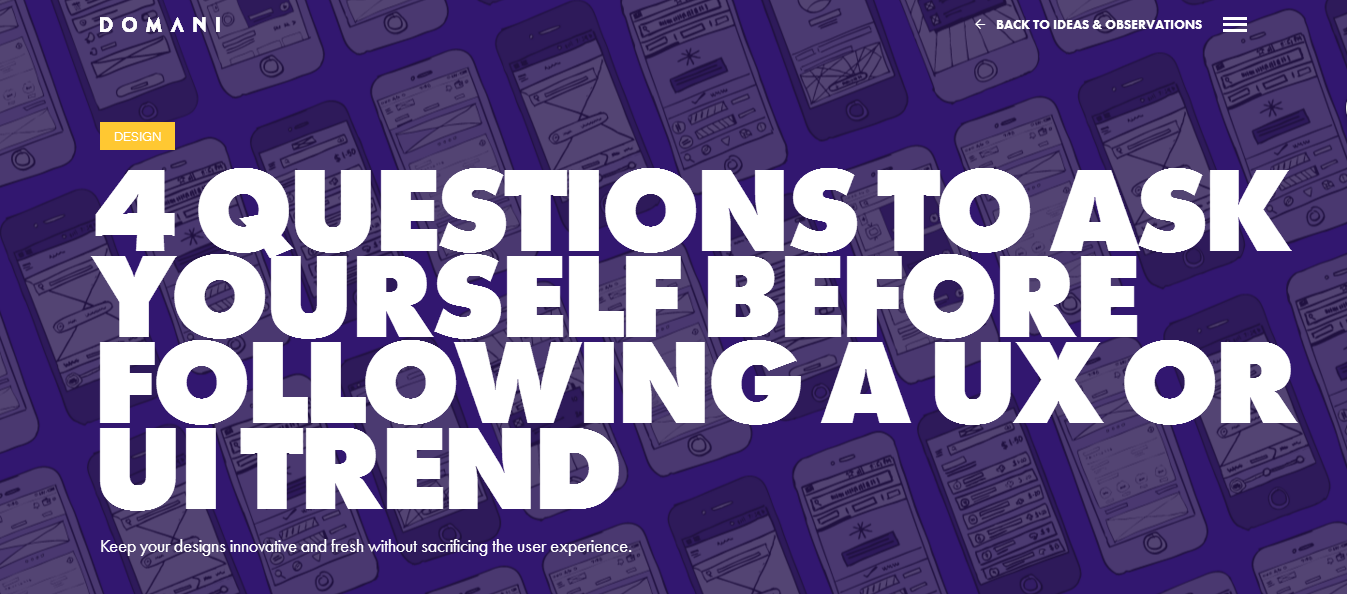 DOMANI
← BACK TO IDEAS & OBSERVATIONS
DESIGN
4 QUESTIONS TO ASK
YOURSELF BEFORE
FOLLOWING A UX OR
UI TREND
Keep your designs innovative and fresh without sacrificing the user experience.